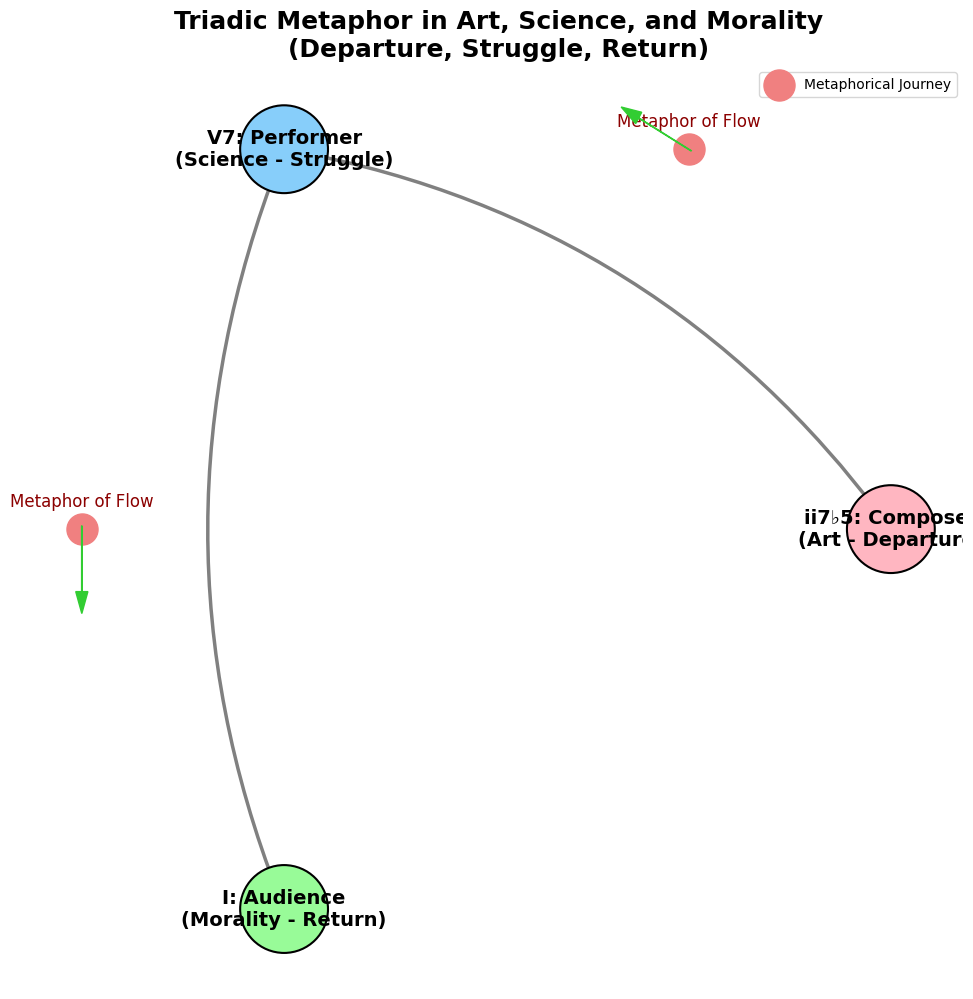 Triadic Metaphor in Art, Science, and Morality
(Departure, Struggle, Return)
Metaphorical Journey
Metaphor of Flow
V7: Performer
(Science - Struggle)
Metaphor of Flow
ii7♭5: Compose
(Art - Departur
I: Audience
(Morality - Return)